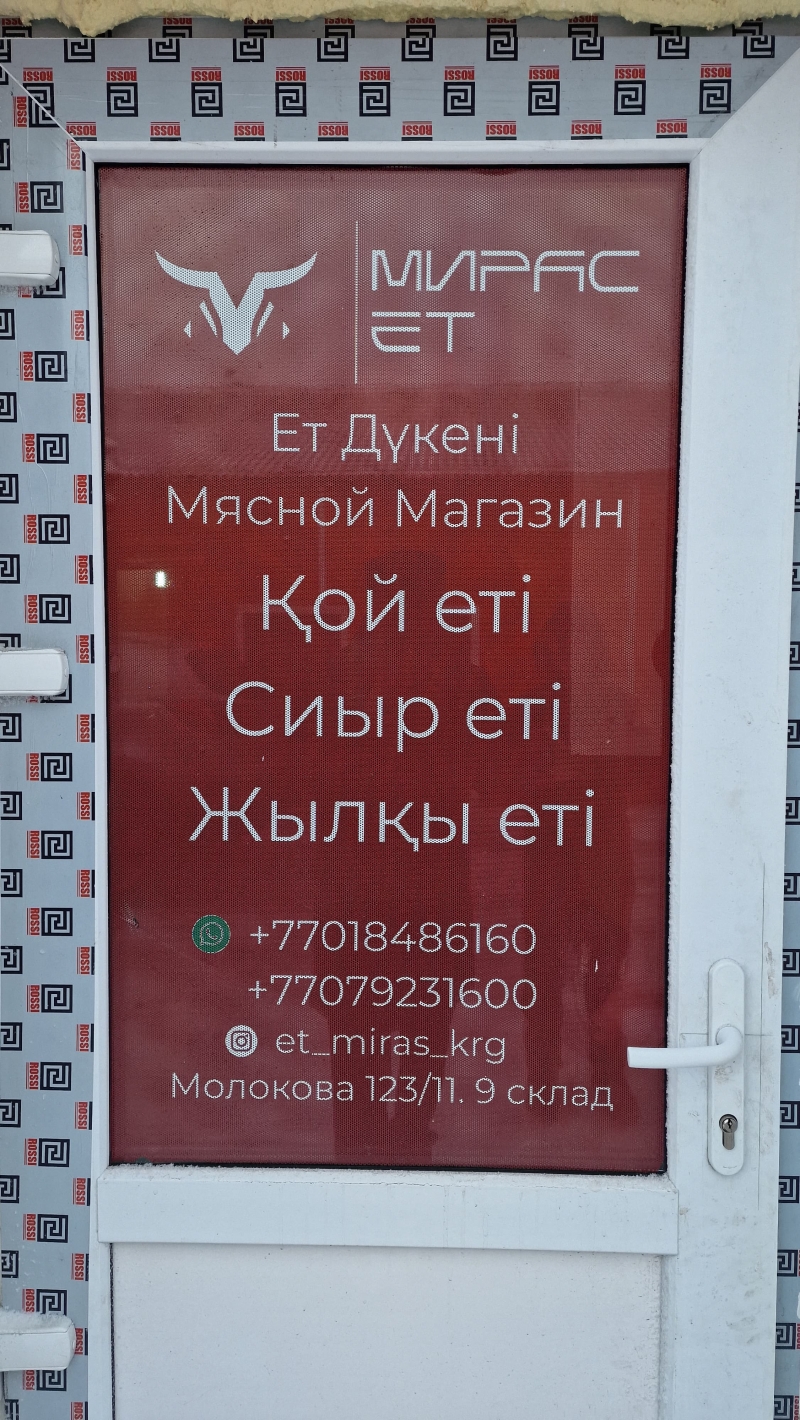 МИРАС
ЕТ
Ет Дүкені
Мясной Магазин
Қой еті
Сиыр еті
Жылқы еті
+77018486160
+77079231600
et_miras_krg
Молокова 123/11. 9 склад
ROSSI